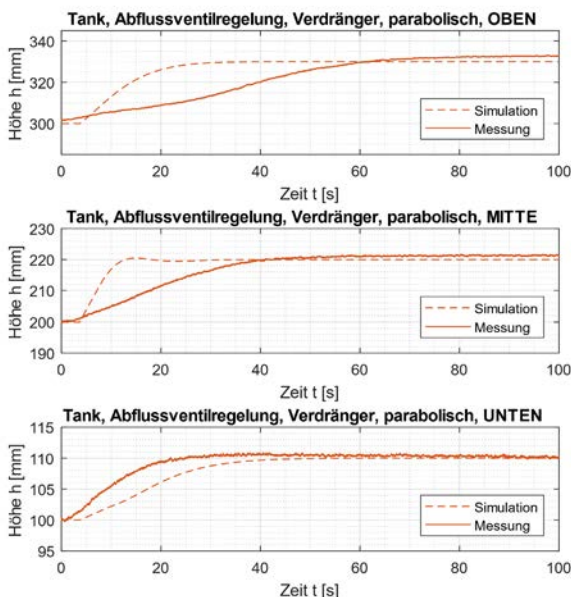 Tank, Abflussventilregelung, Verdränger, parabolisch, OBEN
Höhe h [mm]
340
320
300
Simulation
Messung
0 20 40 60 80 100
Zeit t [s]
Tank, Abflussventilregelung, Verdränger, parabolisch, MITTE
Höhe h [mm]
230
220
210
200
190
Simulation
Messung
0 20 40 60 80 100
Zeit t [s]
Tank, Abflussventilregelung, Verdränger, parabolisch, UNTEN
Höhe h [mm]
115
110
105
100
95
Simulation
Messung
0 20 40 60 80 100
Zeit t [s]